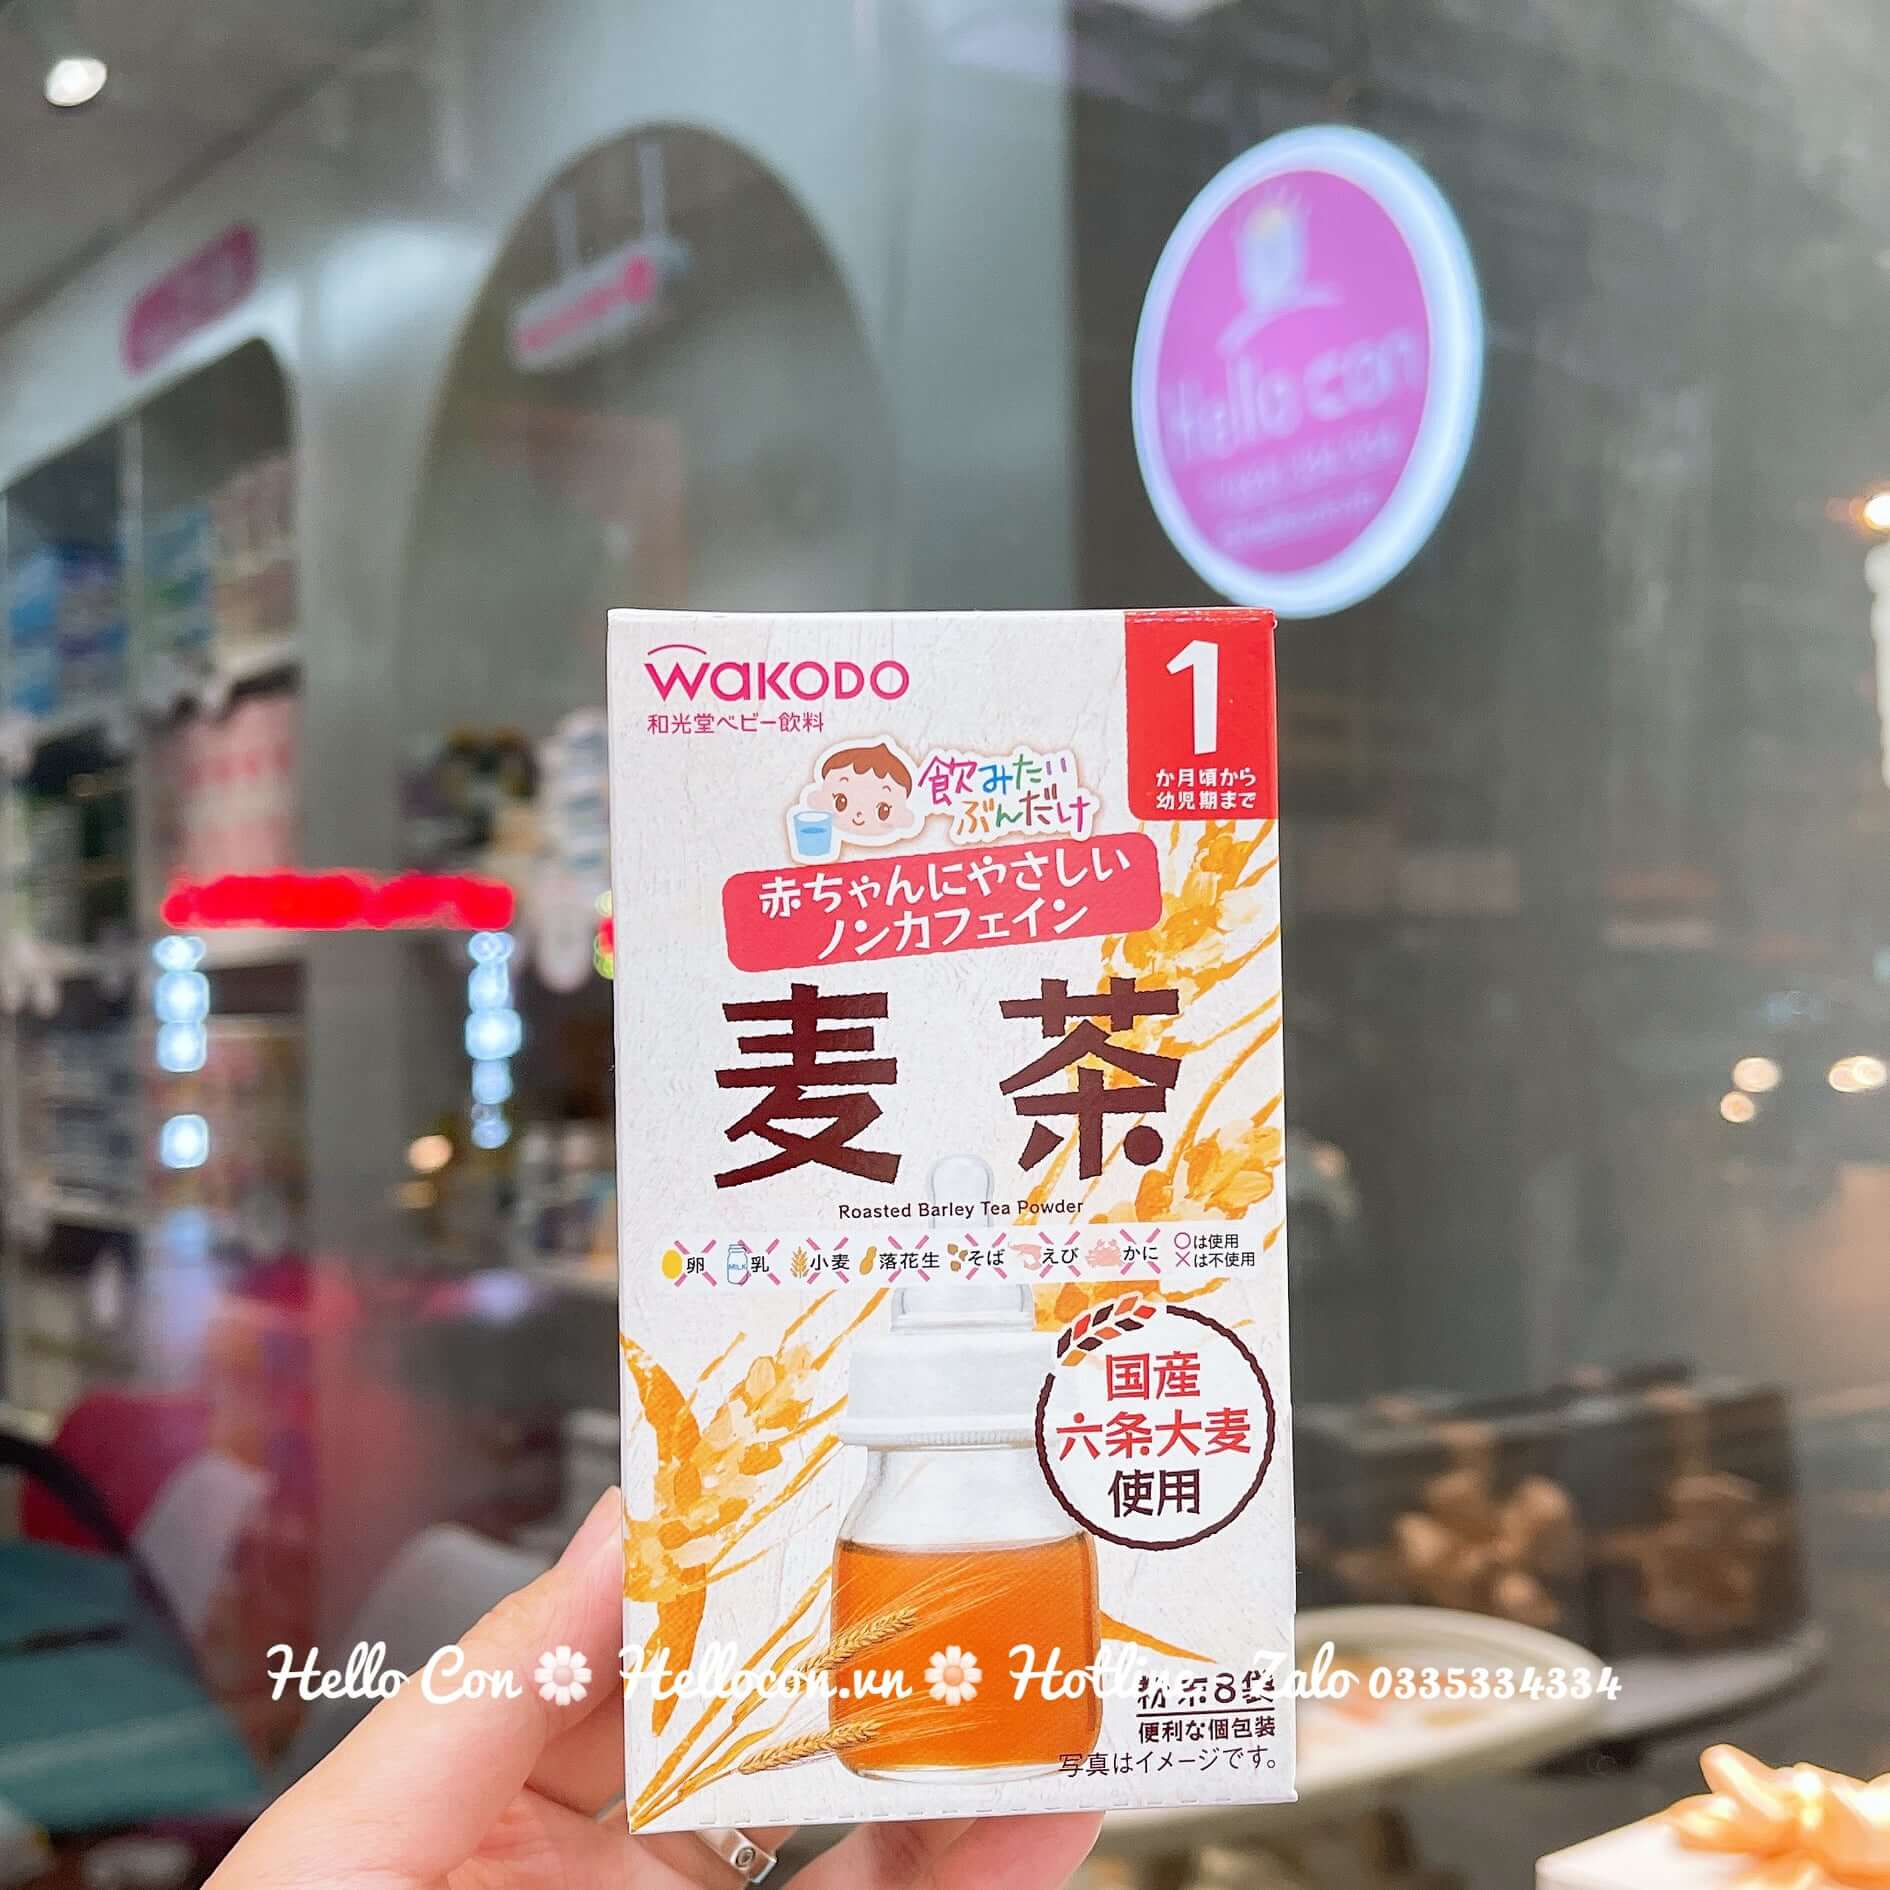 Hello con
WAKODO
和光堂ベビー飲料
1
か月頃から
幼児期まで
飲みたい
ぶんだけ
赤ちゃんにやさしい
ノンカフェイン
麦茶
Roasted Barley Tea Powder
卵 乳 小麦 落花生 そば えび かに
MILK
○は使用
×は不使用
国産
六条大麦
使用
Hello Con Hellocon.vn Hotline Zalo 0335334334
粉末8袋
便利な個包装
写真はイメージです。